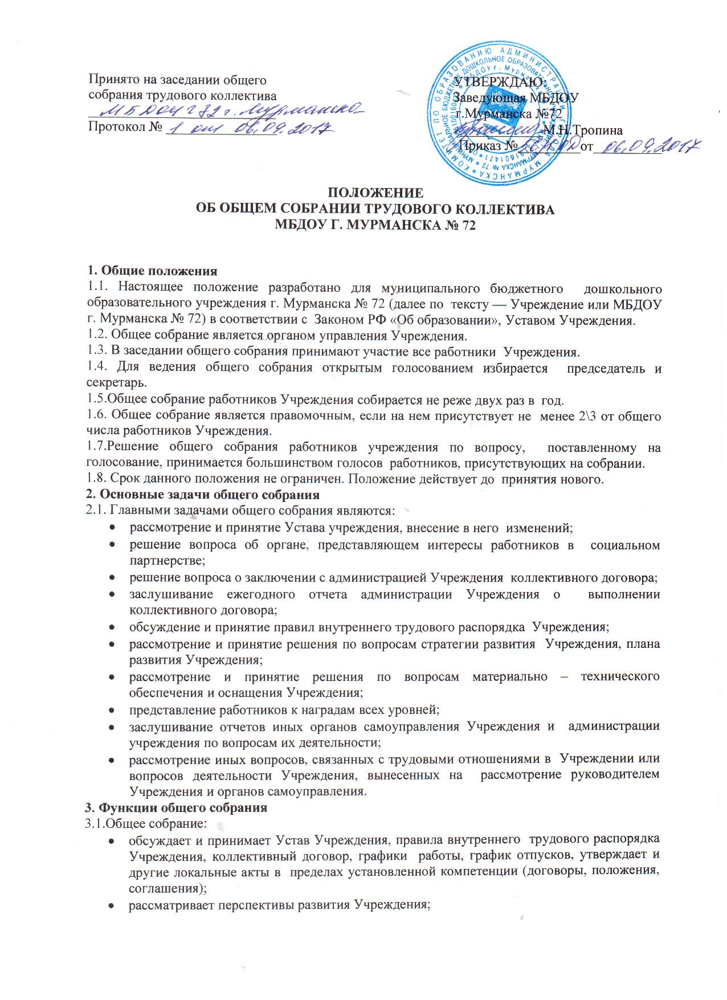 Принято на заседании общего
собрания трудового коллектива
МБДОУ г. Мурманска
Протокол № 1 от 06.09.2017
УТВЕРЖДАЮ:
Заведующая МБДОУ
г.Мурманска №72
М.Н.Тропина
Приказ № от 06.09.2017
ПОЛОЖЕНИЕ
ОБ ОБЩЕМ СОБРАНИИ ТРУДОВОГО КОЛЛЕКТИВА
МБДОУ Г. МУРМАНСКА № 72
1. Общие положения
1.1. Настоящее положение разработано для муниципального бюджетного дошкольного
образовательного учреждения г. Мурманска № 72 (далее по тексту — Учреждение или МБДОУ
г. Мурманска № 72) в соответствии с Законом РФ «Об образовании», Уставом Учреждения.
1.2. Общее собрание является органом управления Учреждения.
1.3. В заседании общего собрания принимают участие все работники Учреждения.
1.4. Для ведения общего собрания открытым голосованием избирается председатель и
секретарь.
1.5.Общее собрание работников Учреждения собирается не реже двух раз в год.
1.6. Общее собрание является правомочным, если на нем присутствует не менее 2\3 от общего
числа работников Учреждения.
1.7.Решение общего собрания работников учреждения по вопросу, поставленному на
голосование, принимается большинством голосов работников, присутствующих на собрании.
1.8. Срок данного положения не ограничен. Положение действует до принятия нового.
2. Основные задачи общего собрания
2.1. Главными задачами общего собрания являются:
• рассмотрение и принятие Устава учреждения, внесение в него изменений;
• решение вопроса об органе, представляющем интересы работников в социальном
партнерстве;
• решение вопроса о заключении с администрацией Учреждения коллективного договора;
• заслушивание ежегодного отчета администрации Учреждения о выполнении
коллективного договора;
• обсуждение и принятие правил внутреннего трудового распорядка Учреждения;
• рассмотрение и принятие решения по вопросам стратегии развития Учреждения, плана
развития Учреждения;
• рассмотрение и принятие решения по вопросам материально – технического
обеспечения и оснащения Учреждения;
• представление работников к наградам всех уровней;
• заслушивание отчетов иных органов самоуправления Учреждения и администрации
учреждения по вопросам их деятельности;
• рассмотрение иных вопросов, связанных с трудовыми отношениями в Учреждении или
вопросов деятельности Учреждения, вынесенных на рассмотрение руководителем
Учреждения и органов самоуправления.
3. Функции общего собрания
3.1.Общее собрание:
• обсуждает и принимает Устав Учреждения, правила внутреннего трудового распорядка
Учреждения, коллективный договор, графики работы, график отпусков, утверждает и
другие локальные акты в пределах установленной компетенции (договоры, положения,
соглашения);
• рассматривает перспективы развития Учреждения;